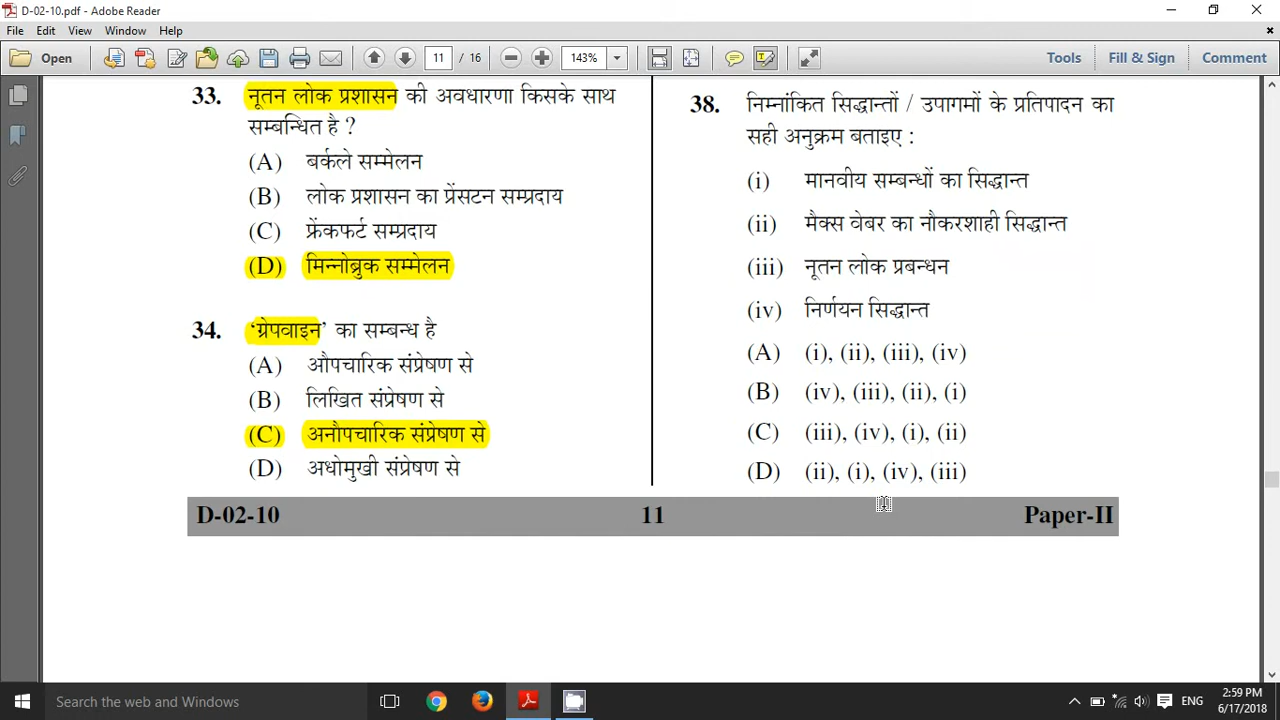 D-02-10.pdf - Adobe Reader
File Edit View Window Help
Open 11 / 16 143% Tools Fill & Sign Comment
33. नूतन लोक प्रशासन की अवधारणा किसके साथ
सम्बन्धित है ?
(A) बर्कले सम्मेलन
(B) लोक प्रशासन का प्रेंसटन सम्प्रदाय
(C) फ्रेंकफर्ट सम्प्रदाय
(D) मिन्नोब्रुक सम्मेलन
34. ‘ग्रेपवाइन’ का सम्बन्ध है
(A) औपचारिक संप्रेषण से
(B) लिखित संप्रेषण से
(C) अनौपचारिक संप्रेषण से
(D) अधोमुखी संप्रेषण से
38. निम्नांकित सिद्धान्तों / उपागमों के प्रतिपादन का
सही अनुक्रम बताइए :
(i) मानवीय सम्बन्धों का सिद्धान्त
(ii) मैक्स वेबर का नौकरशाही सिद्धान्त
(iii) नूतन लोक प्रबन्धन
(iv) निर्णयन सिद्धान्त
(A) (i), (ii), (iii), (iv)
(B) (iv), (iii), (ii), (i)
(C) (iii), (iv), (i), (ii)
(D) (ii), (i), (iv), (iii)
D-02-10 11 Paper-II
Search the web and Windows
ENG
2:59 PM
6/17/2018